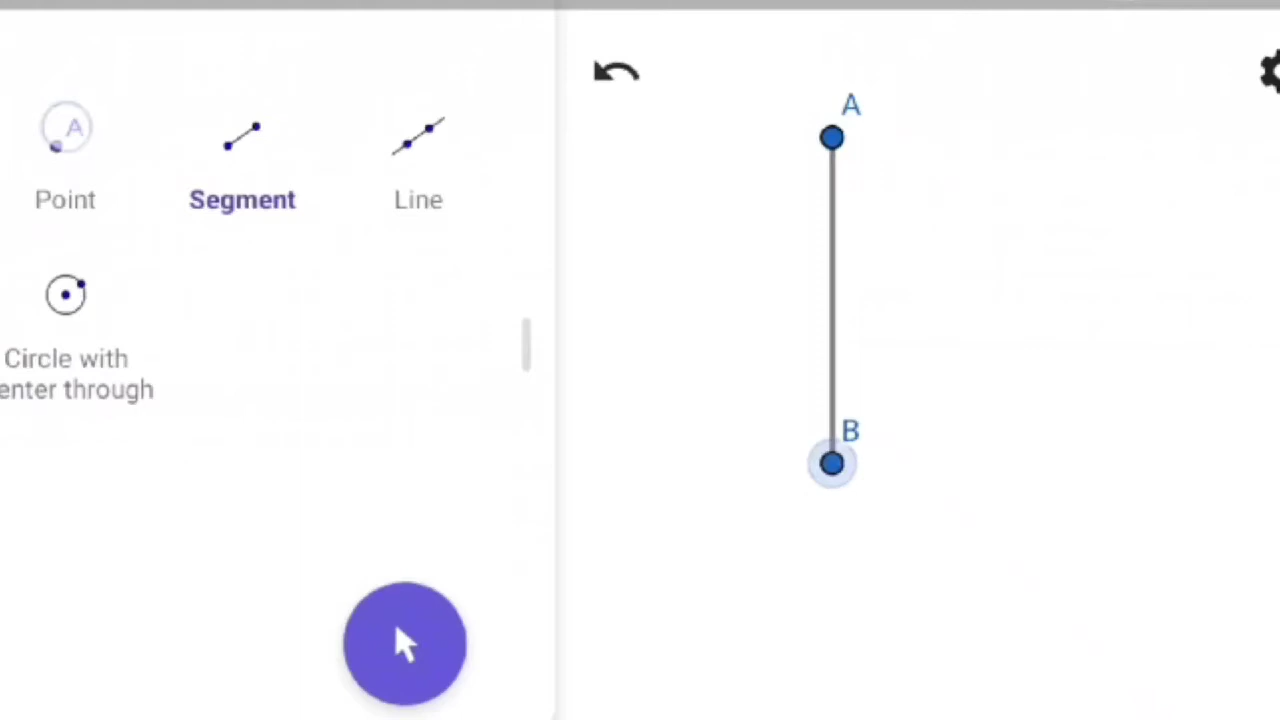 A
Point
Segment
Line
Circle with
enter through
A
B